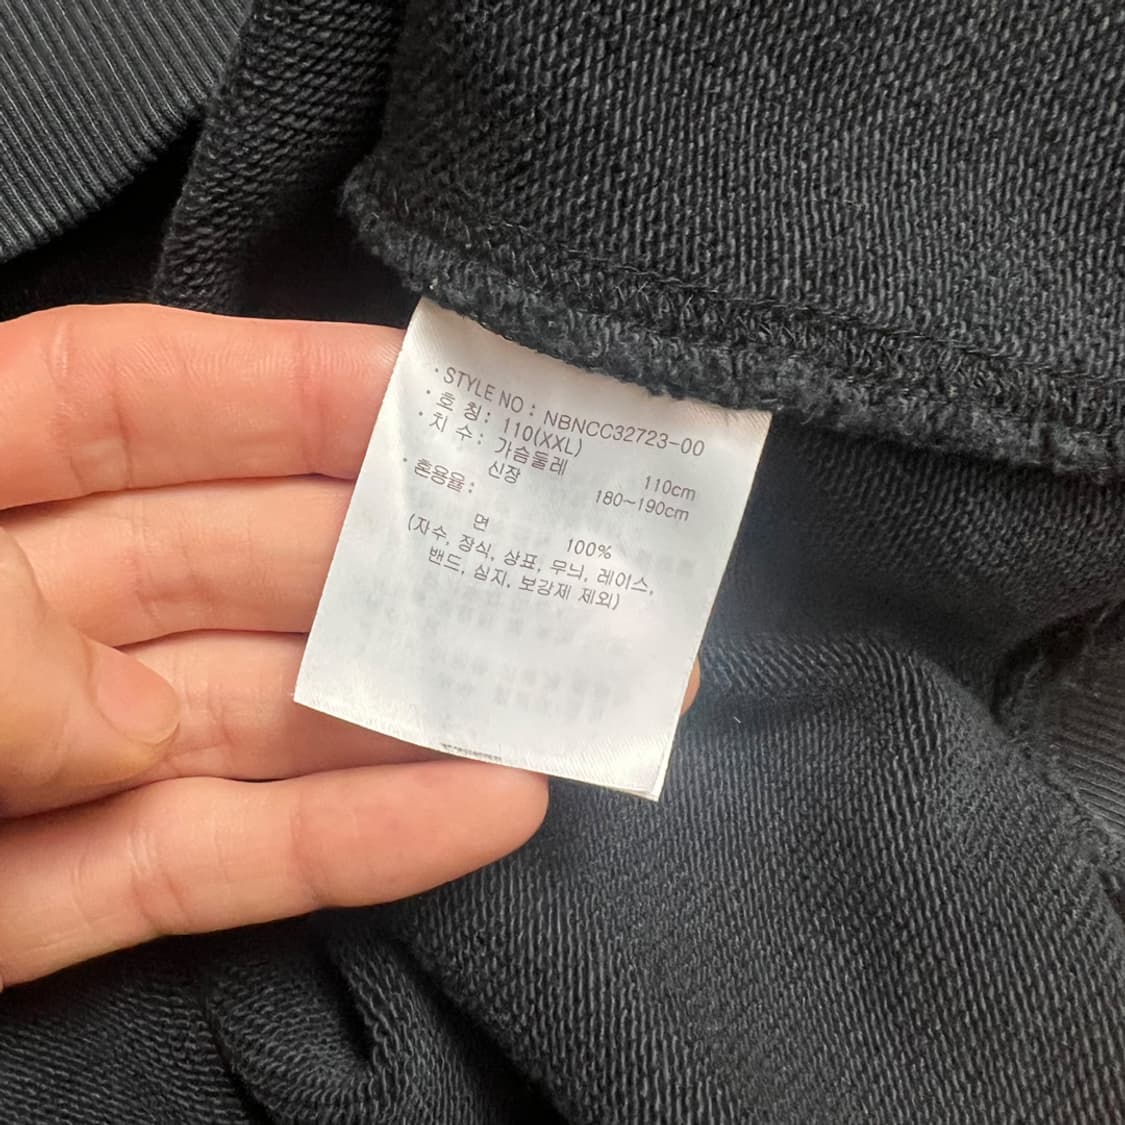 · STYLE NO : NBNCC32723-00
· 호 칭 : 110(XXL)
· 치 수 : 가슴둘레 110cm
신장 180~190cm
· 혼용율 :
면 100%
(자수, 장식, 상표, 무늬, 레이스,
밴드, 심지, 보강제 제외)